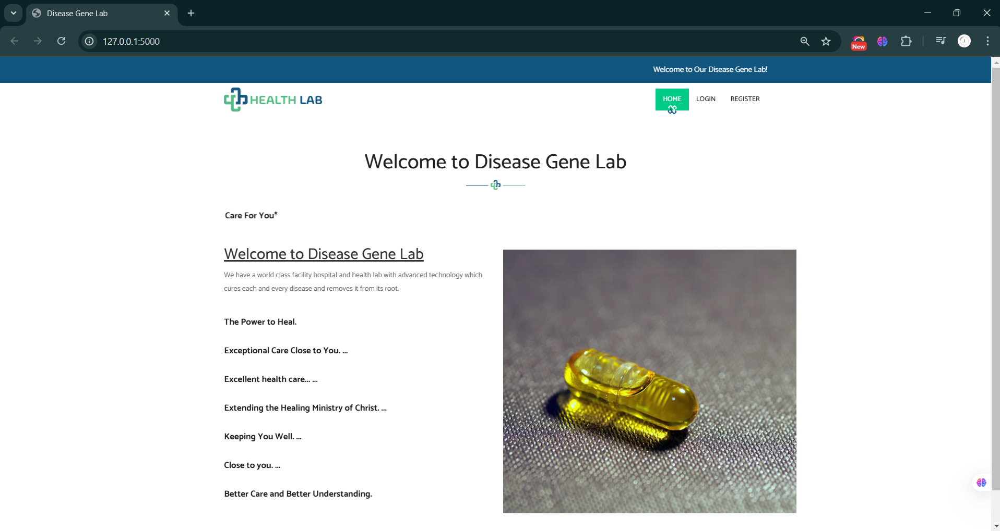 Disease Gene Lab
127.0.0.1:5000
New
Welcome to Our Disease Gene Lab!
HEALTH LAB
HOME LOGIN REGISTER
Welcome to Disease Gene Lab
Care For You*
Welcome to Disease Gene Lab
We have a world class facility hospital and health lab with advanced technology which
cures each and every disease and removes it from its root.
The Power to Heal.
Exceptional Care Close to You. ...
Excellent health care... ...
Extending the Healing Ministry of Christ. ...
Keeping You Well. ...
Close to you. ...
Better Care and Better Understanding.